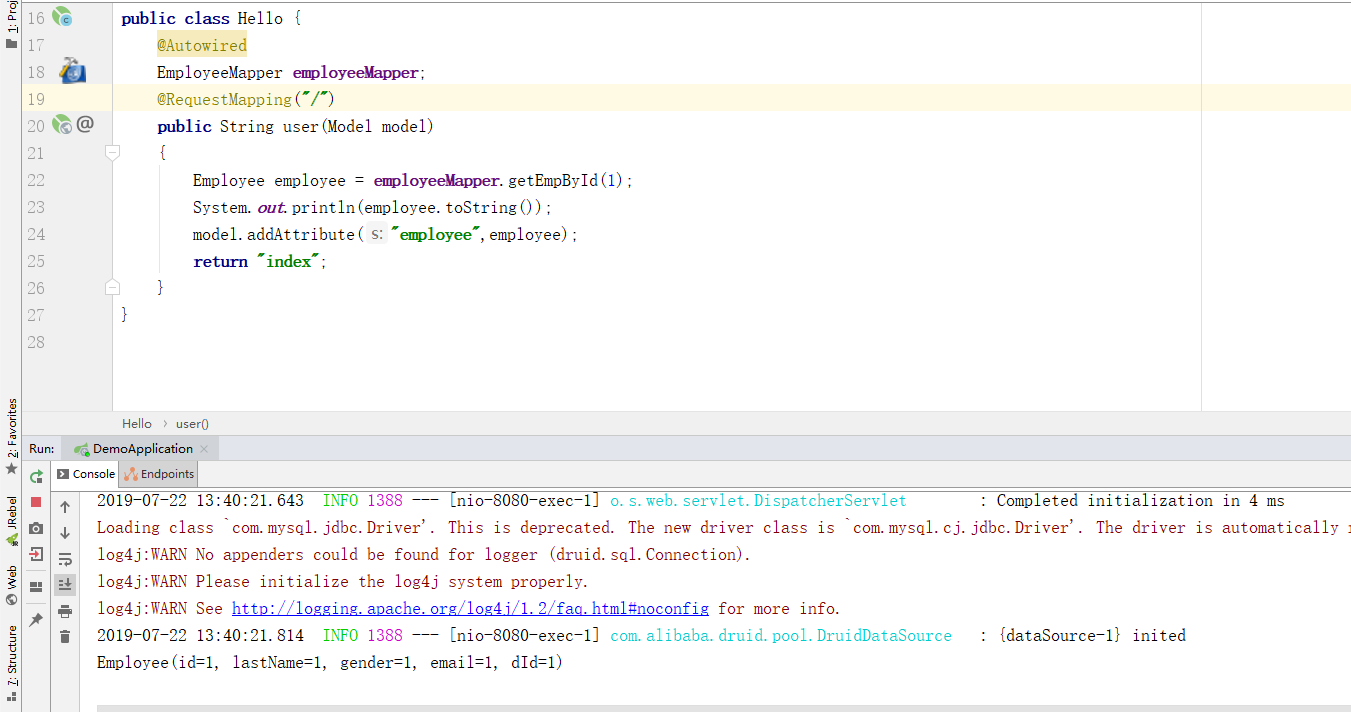 1: Proj
16 public class Hello {
17 @Autowired
18 EmployeeMapper employeeMapper;
19 @RequestMapping("/")
20 @ public String user(Model model)
21 {
22 Employee employee = employeeMapper.getEmpById(1);
23 System.out.println(employee.toString());
24 model.addAttribute( s: "employee",employee);
25 return "index";
26 }
27 }
28
Hello › user()
2: Favorites
Run: DemoApplication ×
Console Endpoints
JRebel
Web
7: Structure
2019-07-22 13:40:21.643 INFO 1388 --- [nio-8080-exec-1] o.s.web.servlet.DispatcherServlet : Completed initialization in 4 ms
Loading class `com.mysql.jdbc.Driver'. This is deprecated. The new driver class is `com.mysql.cj.jdbc.Driver'. The driver is automatically
log4j:WARN No appenders could be found for logger (druid.sql.Connection).
log4j:WARN Please initialize the log4j system properly.
log4j:WARN See http://logging.apache.org/log4j/1.2/faq.html#noconfig for more info.
2019-07-22 13:40:21.814 INFO 1388 --- [nio-8080-exec-1] com.alibaba.druid.pool.DruidDataSource : {dataSource-1} inited
Employee(id=1, lastName=1, gender=1, email=1, dId=1)